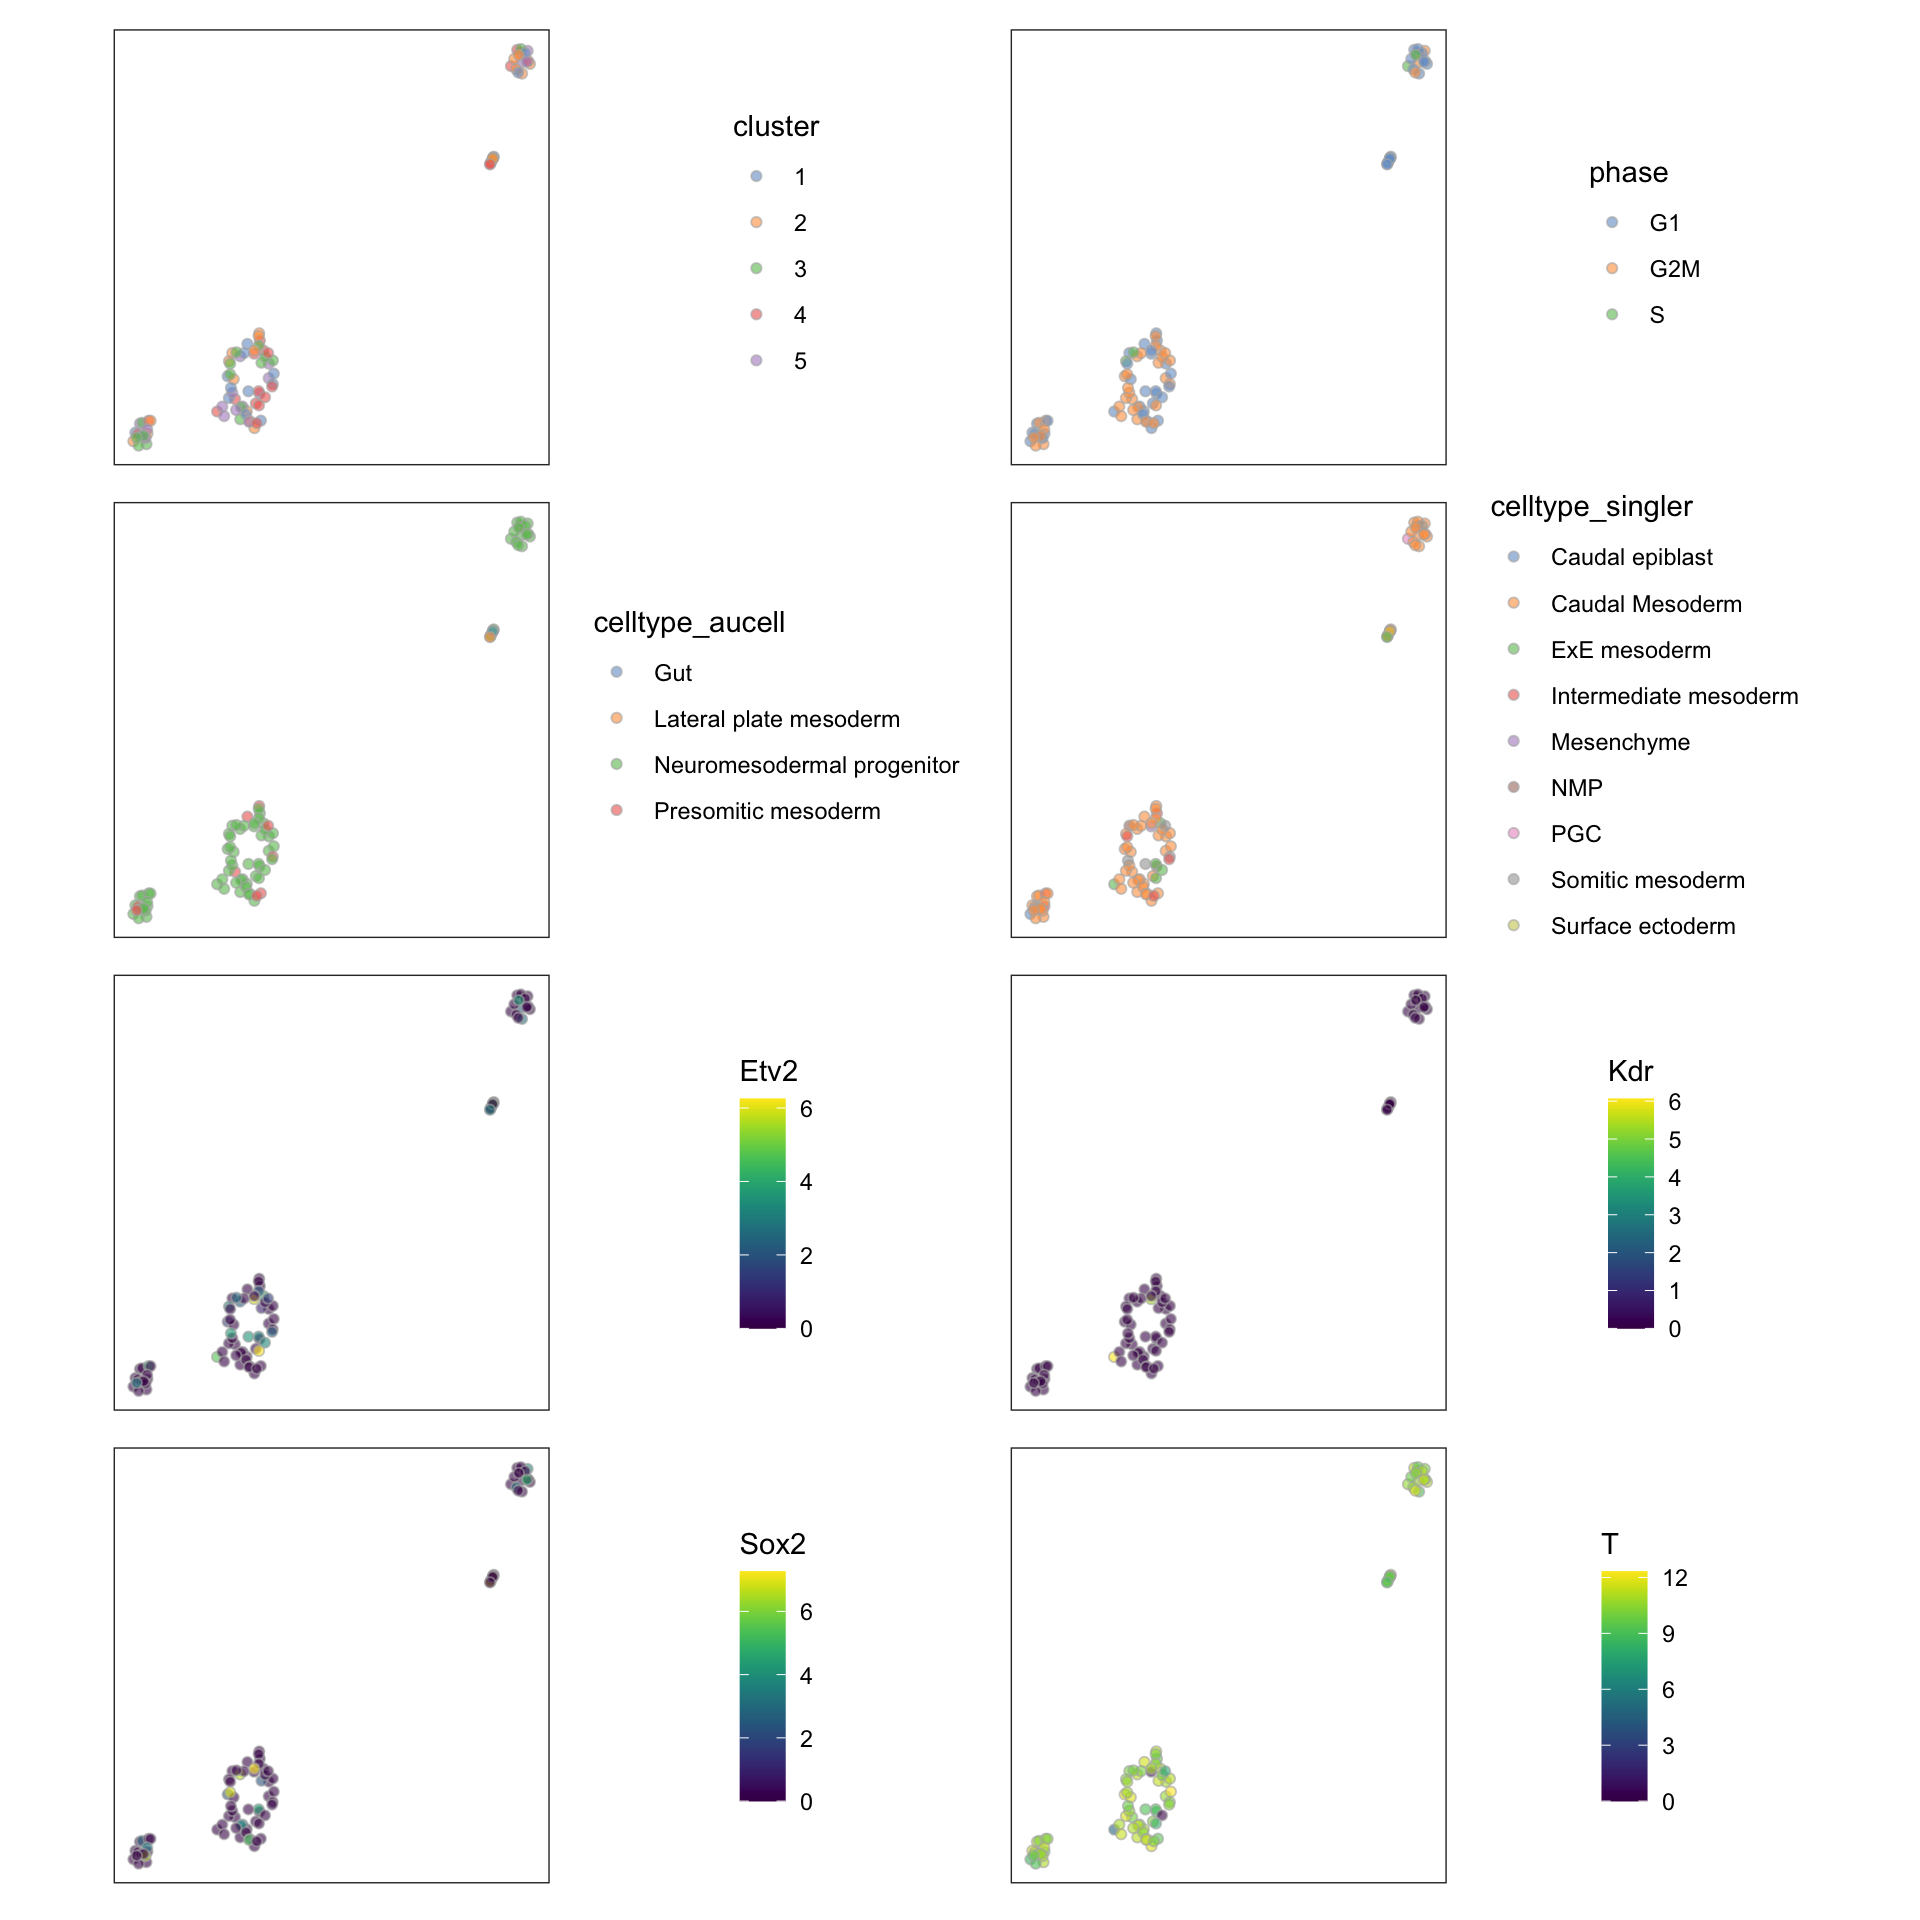 cluster
1
2
3
4
5
phase
G1
G2M
S
celltype_aucell
Gut
Lateral plate mesoderm
Neuromesodermal progenitor
Presomitic mesoderm
celltype_singler
Caudal epiblast
Caudal Mesoderm
ExE mesoderm
Intermediate mesoderm
Mesenchyme
NMP
PGC
Somitic mesoderm
Surface ectoderm
Etv2
6
4
2
0
Kdr
6
5
4
3
2
1
0
Sox2
6
4
2
0
T
12
9
6
3
0